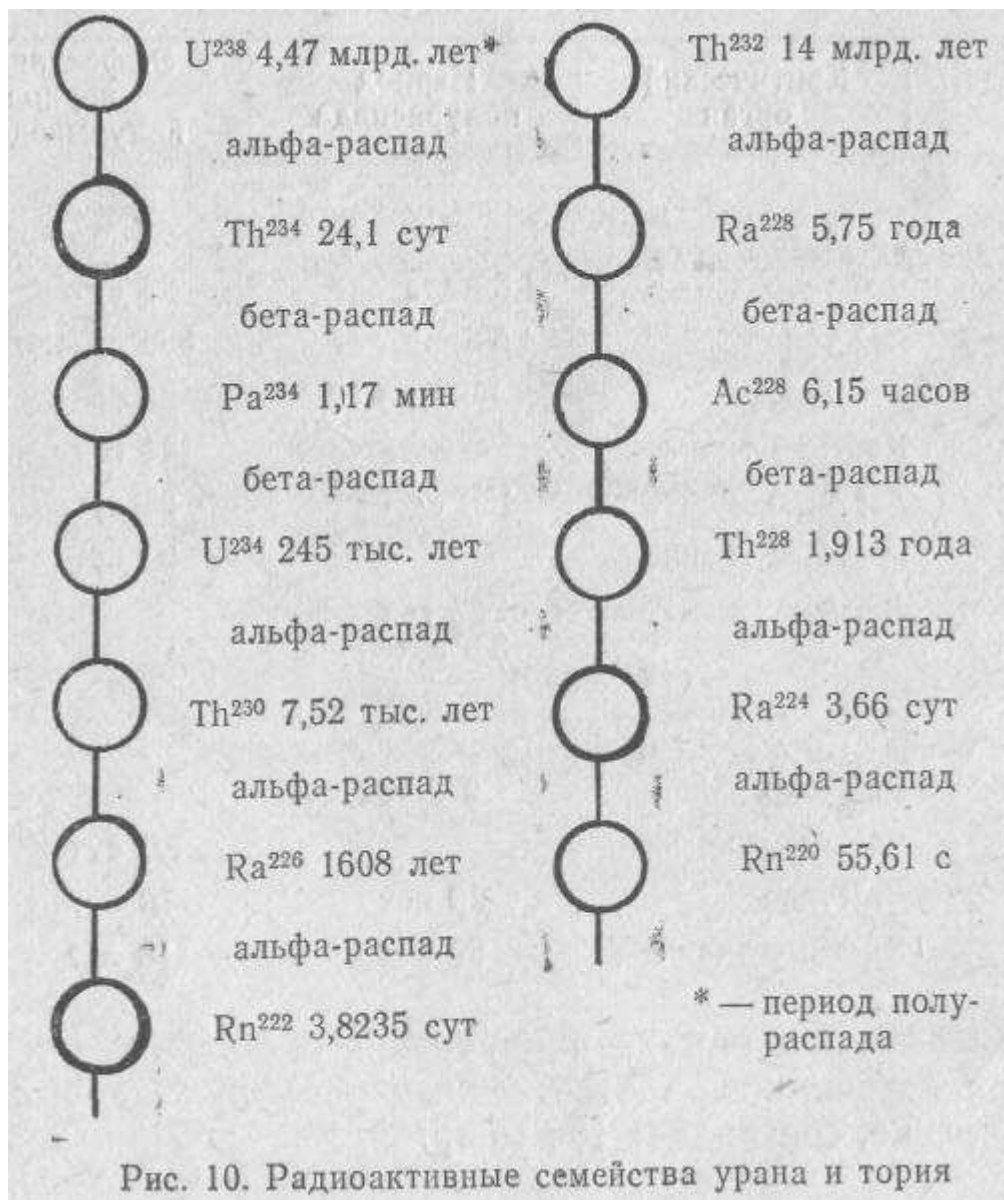 U²³⁸ 4,47 млрд. лет*
альфа-распад
Th²³⁴ 24,1 сут
бета-распад
Pa²³⁴ 1,17 мин
бета-распад
U²³⁴ 245 тыс. лет
альфа-распад
Th²³⁰ 7,52 тыс. лет
альфа-распад
Ra²²⁶ 1608 лет
альфа-распад
Rn²²² 3,8235 сут
Th²³² 14 млрд. лет
альфа-распад
Ra²²⁸ 5,75 года
бета-распад
Ac²²⁸ 6,15 часов
бета-распад
Th²²⁸ 1,913 года
альфа-распад
Ra²²⁴ 3,66 сут
альфа-распад
Rn²²⁰ 55,61 с
* — период полу-
распада
Рис. 10. Радиоактивные семейства урана и тория